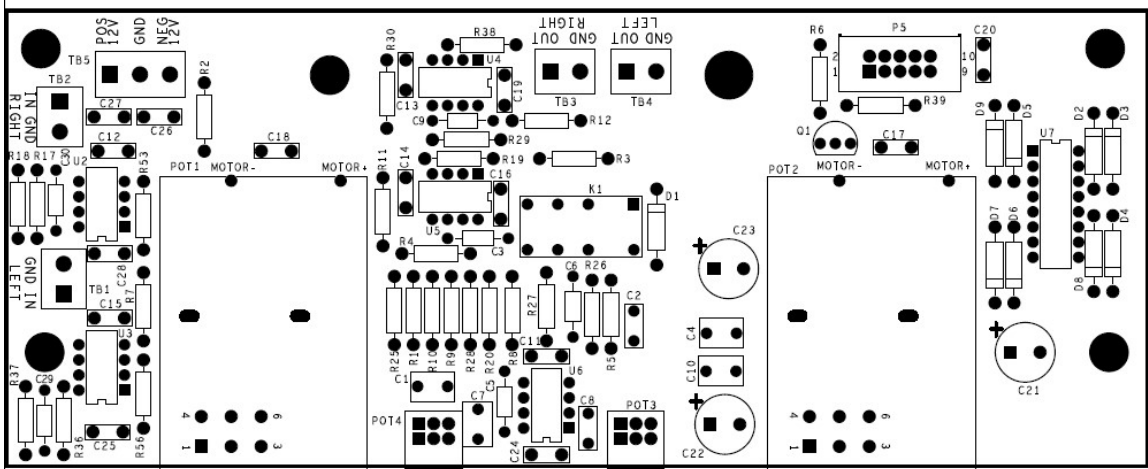 POS 12V
GND
NEG 12V
TB5
TB2
IN GND
RIGHT
C27
C26
R2
C12
C18
R18
R17
C30
U2
R53
POT1
MOTOR-
MOTOR+
GND IN
LEFT
TB1
C28
R7
C15
U3
R37
C29
R36
C25
R56
4
6
1
3
R30
R38
U4
C13
C19
C9
R12
R29
R19
R3
R11
C14
C16
U5
C3
R4
K1
D1
RIGHT
GND OUT
TB3
LEFT
GND OUT
TB4
R25
R1
R10
R9
R28
R20
R8
R27
C6
R26
R5
C2
C11
C1
C5
U6
POT4
C7
C24
C8
POT3
C23
C4
C10
C22
R6
P5
2
10
1
9
C20
R39
Q1
C17
POT2
MOTOR-
MOTOR+
4
6
1
3
D9
D5
U7
D2
D3
D7
D6
D8
D4
C21